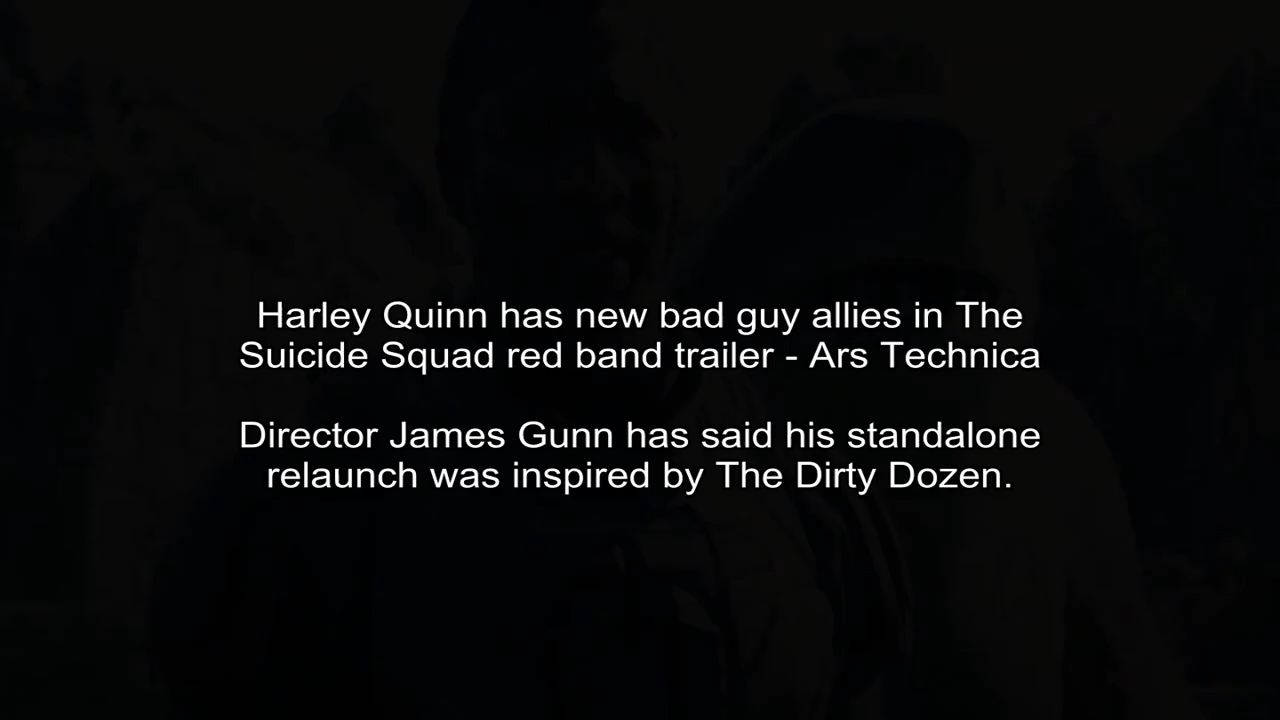 Harley Quinn has new bad guy allies in The
Suicide Squad red band trailer - Ars Technica
Director James Gunn has said his standalone
relaunch was inspired by The Dirty Dozen.